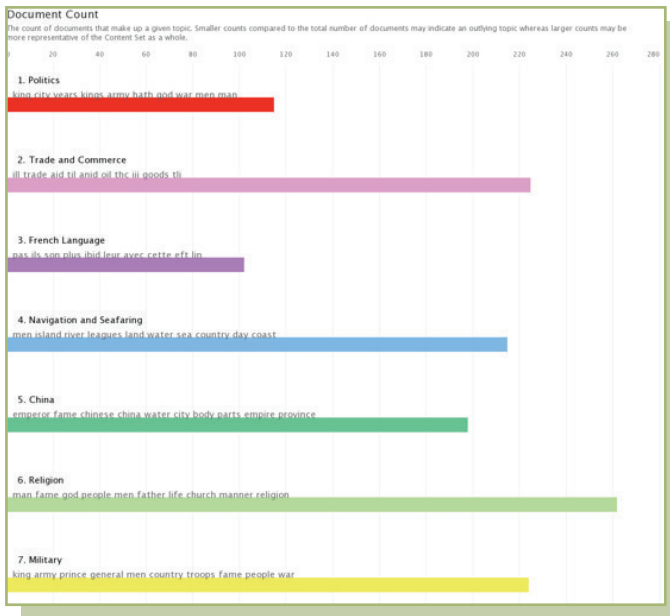 Document Count
The count of documents that make up a given topic. Smaller counts compared to the total number of documents may indicate an outlying topic whereas larger counts may be
more representative of the Content Set as a whole.
0 20 40 60 80 100 120 140 160 180 200 220 240 260 280
1. Politics
king city years kings army hath god war men man
2. Trade and Commerce
ill trade aid til anid oil thc iii goods tli
3. French Language
pas ils son plus ibid leur avec cette eft lin
4. Navigation and Seafaring
men island river leagues land water sea country day coast
5. China
emperor fame chinese china water city body parts empire province
6. Religion
man fame god people men father life church manner religion
7. Military
king army prince general men country troops fame people war